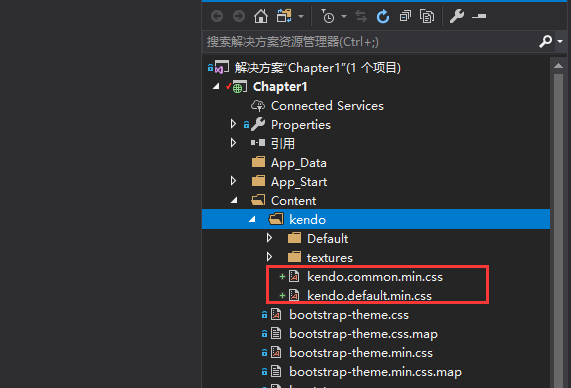 搜索解决方案资源管理器(Ctrl+;)
解决方案"Chapter1"(1 个项目)
Chapter1
Connected Services
Properties
引用
App_Data
App_Start
Content
kendo
Default
textures
kendo.common.min.css
kendo.default.min.css
bootstrap-theme.css
bootstrap-theme.css.map
bootstrap-theme.min.css
bootstrap-theme.min.css.map